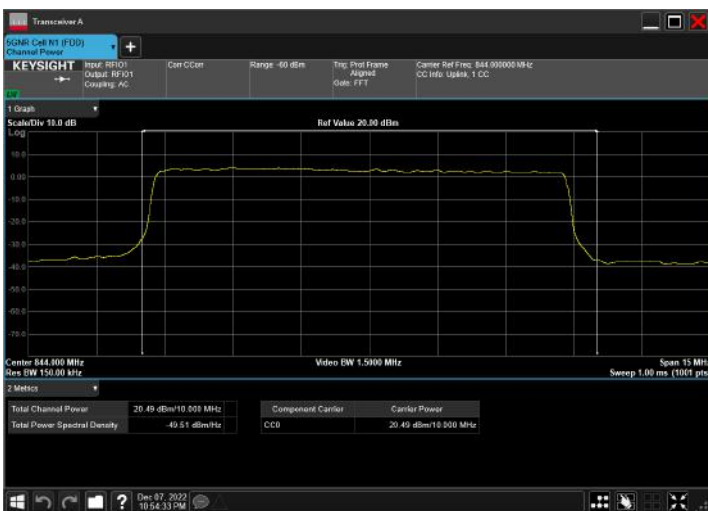 Transceiver A
5GNR Cell N1 (FDD)
Channel Power
KEYSIGHT
Input: RFIO1
Output: RFIO1
Coupling: AC
Corr CCorr
Range: -60 dBm
Trig: Prot Frame
Aligned
Gate: FFT
Carrier Ref Freq: 844.000000 MHz
CC Info: Uplink, 1 CC
1 Graph
Scale/Div 10.0 dB
Ref Value 20.00 dBm
Log
10.0
0.00
-10.0
-20.0
-30.0
-40.0
-50.0
-60.0
-70.0
Center 844.000 MHz
Video BW 1.5000 MHz
Span 15 MHz
Res BW 150.00 kHz
Sweep 1.00 ms (1001 pts
2 Metrics
Total Channel Power 20.49 dBm/10.000 MHz
Total Power Spectral Density -49.51 dBm/Hz
Component Carrier Carrier Power
CC0 20.49 dBm/10.000 MHz
?
Dec 07, 2022
10:54:33 PM